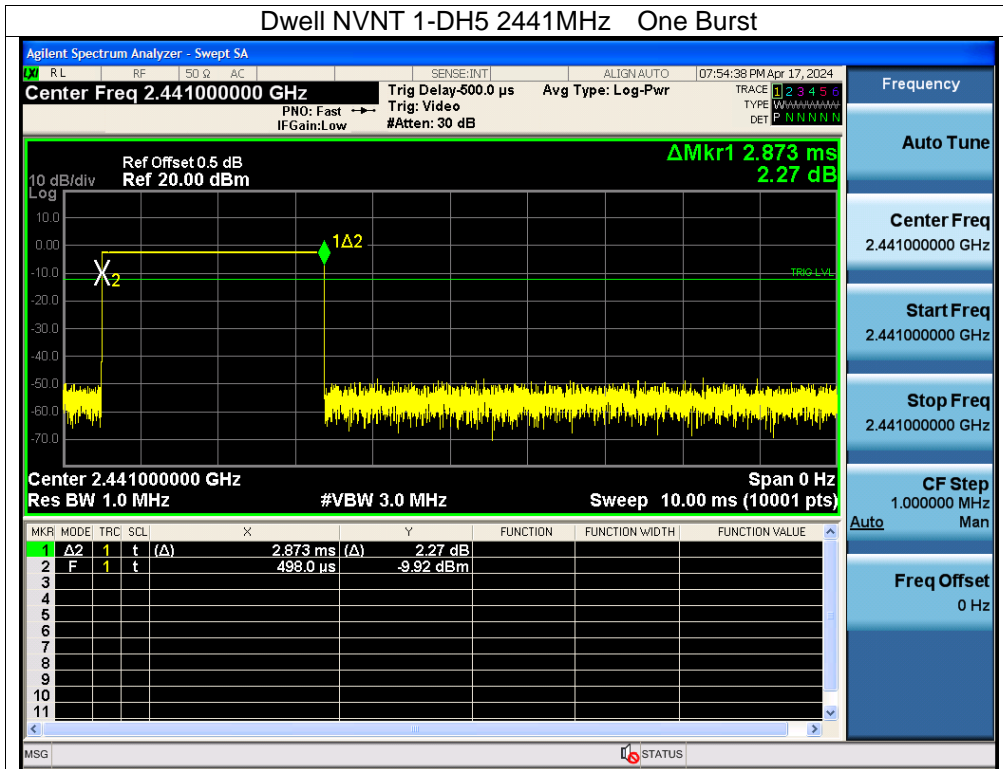 Dwell NVNT 1-DH5 2441MHz One Burst
Agilent Spectrum Analyzer - Swept SA
LXI RL RF 50 Ω AC SENSE:INT ALIGN AUTO 07:54:38 PM Apr 17, 2024
Center Freq 2.441000000 GHz
PNO: Fast
IFGain:Low
Trig Delay-500.0 µs
Trig: Video
#Atten: 30 dB
Avg Type: Log-Pwr
TRACE 1 2 3 4 5 6
TYPE WWWWWW
DET P N N N N N
ΔMkr1 2.873 ms
2.27 dB
Ref Offset 0.5 dB
10 dB/div Ref 20.00 dBm
Log
10.0
0.00
-10.0
-20.0
-30.0
-40.0
-50.0
-60.0
-70.0
1Δ2
2
TRIG LVL
Center 2.441000000 GHz Span 0 Hz
Res BW 1.0 MHz #VBW 3.0 MHz Sweep 10.00 ms (10001 pts)
MKR MODE TRC SCL X Y FUNCTION FUNCTION WIDTH FUNCTION VALUE
1 Δ2 1 t (Δ) 2.873 ms (Δ) 2.27 dB
2 F 1 t 498.0 µs -9.92 dBm
3
4
5
6
7
8
9
10
11
MSG STATUS
Frequency
Auto Tune
Center Freq
2.441000000 GHz
Start Freq
2.441000000 GHz
Stop Freq
2.441000000 GHz
CF Step
1.000000 MHz
Auto Man
Freq Offset
0 Hz